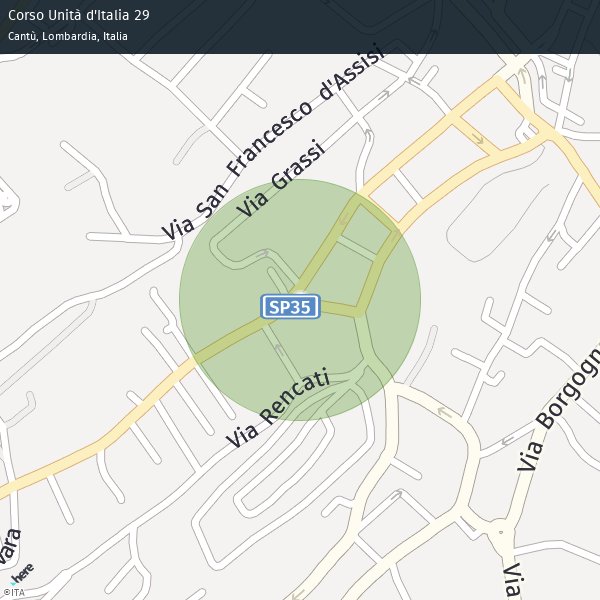 Corso Unità d'Italia 29
Cantù, Lombardia, Italia
Via San Francesco d'Assisi
Via Grassi
SP35
Via Rencati
Via Borgogn
vara
Via
here
©ITA